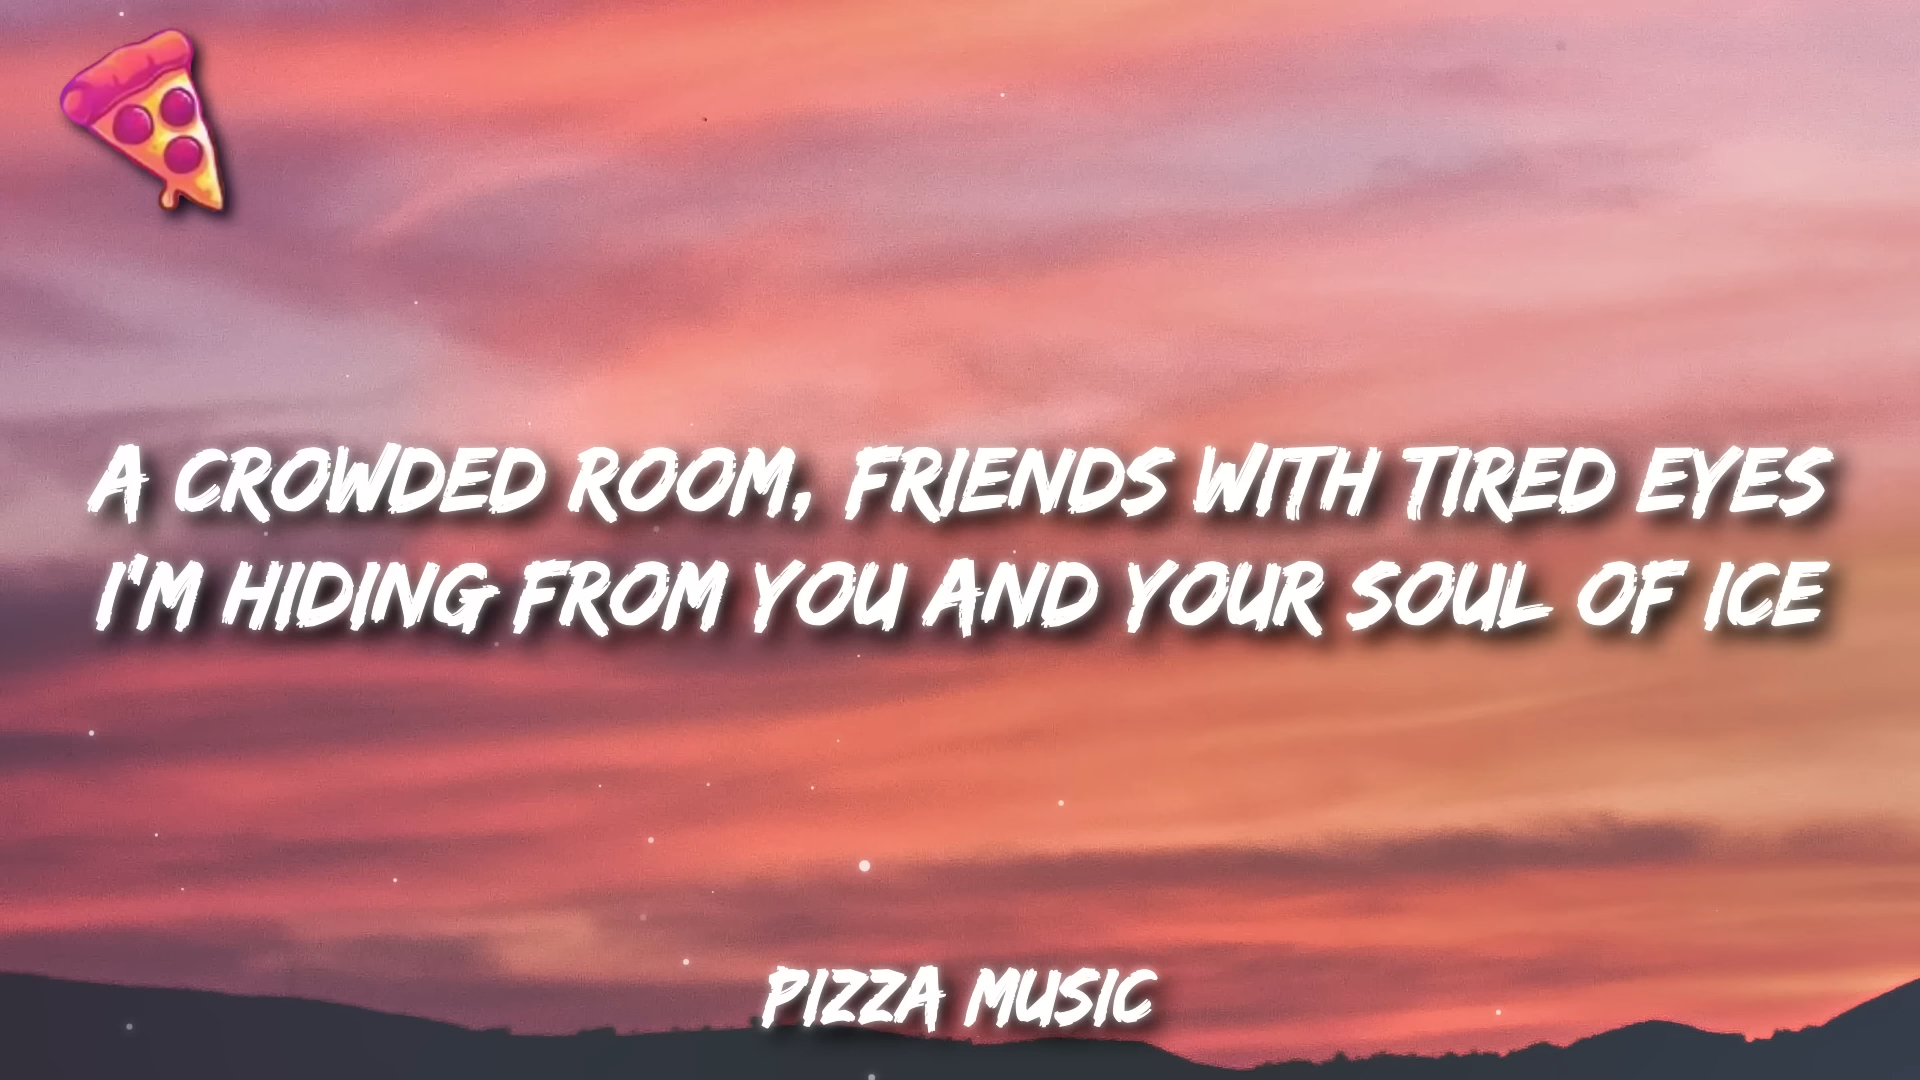 A CROWDED ROOM, FRIENDS WITH TIRED EYES
I'M HIDING FROM YOU AND YOUR SOUL OF ICE
PIZZA MUSIC